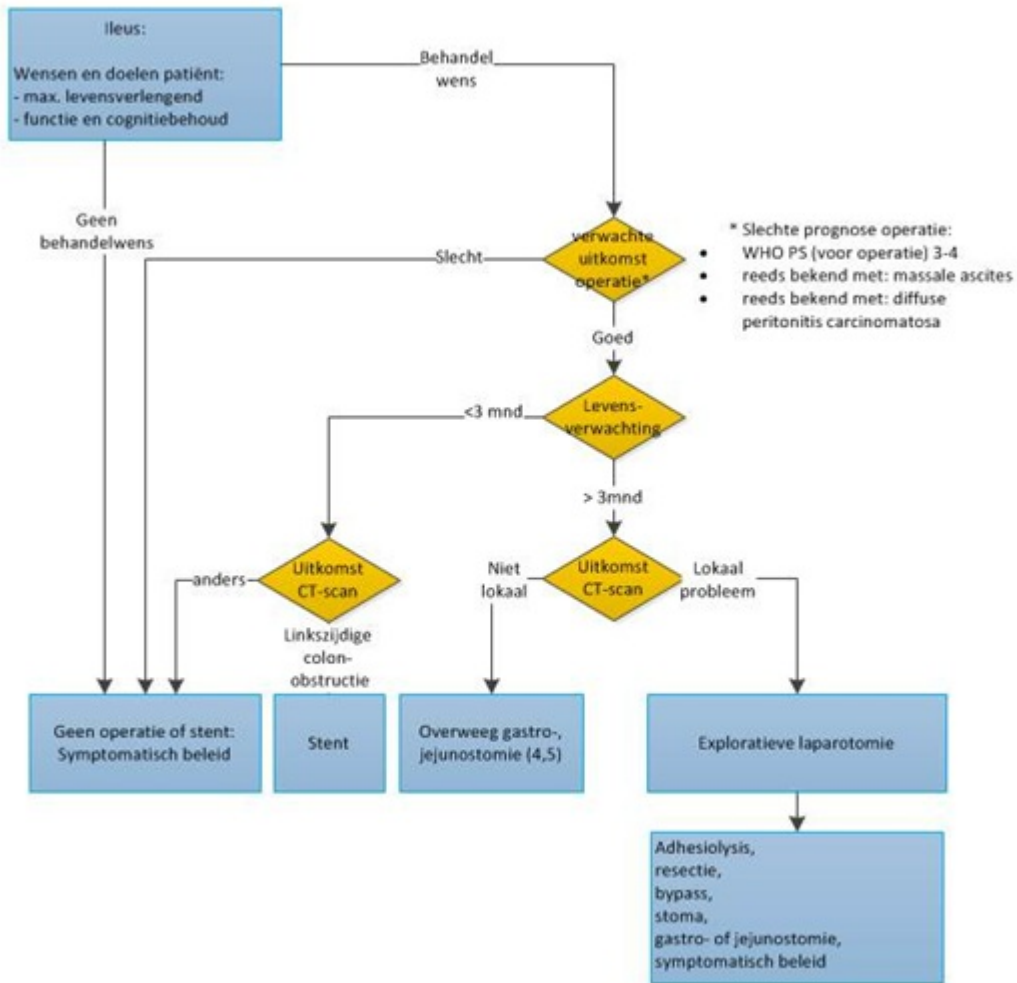 Ileus:
Wensen en doelen patiënt:
- max. levensverlengend
- functie en cognitiebehoud
Behandel
wens
Geen
behandelwens
verwachte
uitkomst
operatie*
Slecht
* Slechte prognose operatie:
• WHO PS (voor operatie) 3-4
• reeds bekend met: massale ascites
• reeds bekend met: diffuse
peritonitis carcinomatosa
Goed
Levens-
verwachting
<3 mnd
> 3mnd
Uitkomst
CT-scan
anders
Linkszijdige
colon-
obstructie
Uitkomst
CT-scan
Niet
lokaal
Lokaal
probleem
Geen operatie of stent:
Symptomatisch beleid
Stent
Overweeg gastro-,
jejunostomie (4,5)
Exploratieve laparotomie
Adhesiolysis,
resectie,
bypass,
stoma,
gastro- of jejunostomie,
symptomatisch beleid